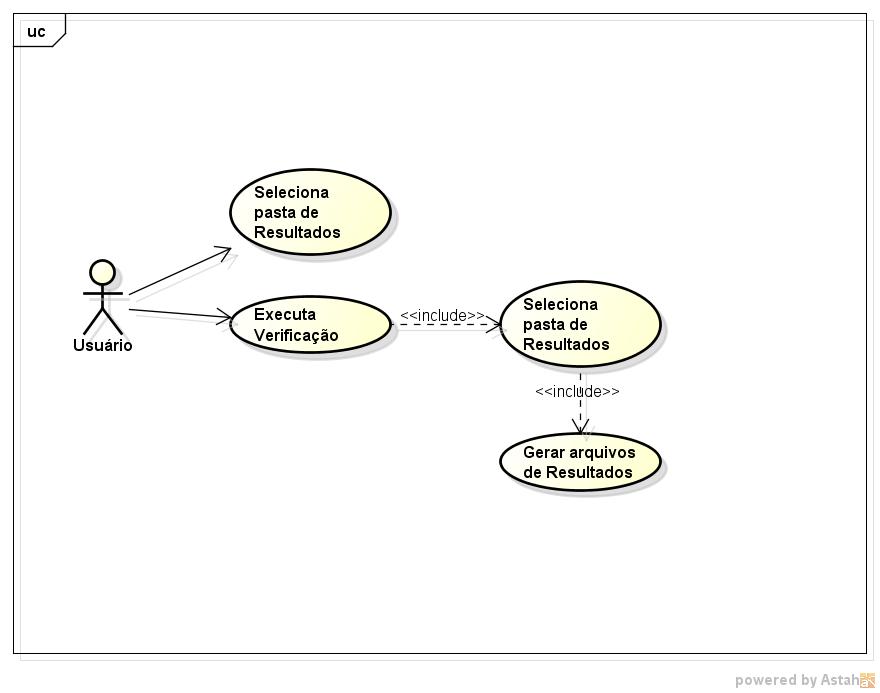 uc
Seleciona
pasta de
Resultados
Usuário
Executa
Verificação
<<include>>
Seleciona
pasta de
Resultados
<<include>>
Gerar arquivos
de Resultados
powered by Astah